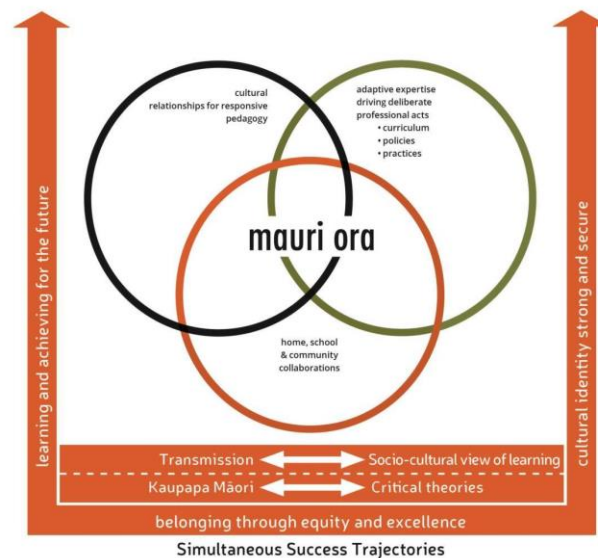 cultural
relationships for responsive
pedagogy
adaptive expertise
driving deliberate
professional acts
• curriculum
• policies
• practices
mauri ora
home, school
& community
collaborations
learning and achieving for the future
cultural identity strong and secure
Transmission Socio-cultural view of learning
Kaupapa Māori Critical theories
belonging through equity and excellence
Simultaneous Success Trajectories